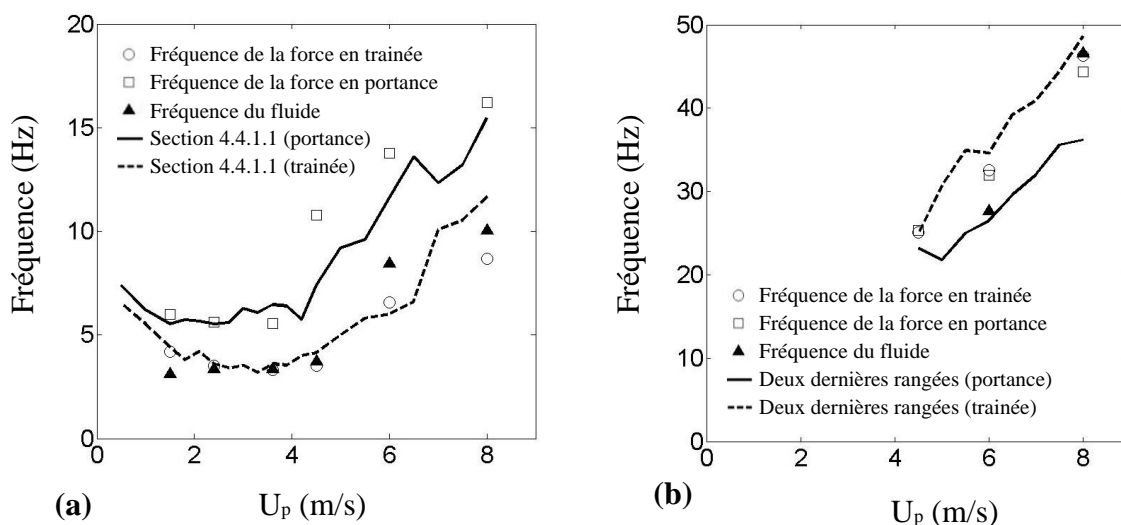 20
15
10
5
0
0
2
4
6
8
Fréquence (Hz)
Fréquence de la force en trainée
Fréquence de la force en portance
Fréquence du fluide
Section 4.4.1.1 (portance)
Section 4.4.1.1 (trainée)
(a)
Up (m/s)
50
40
30
20
10
0
0
2
4
6
8
Fréquence (Hz)
Fréquence de la force en trainée
Fréquence de la force en portance
Fréquence du fluide
Deux dernières rangées (portance)
Deux dernières rangées (trainée)
(b)
Up (m/s)